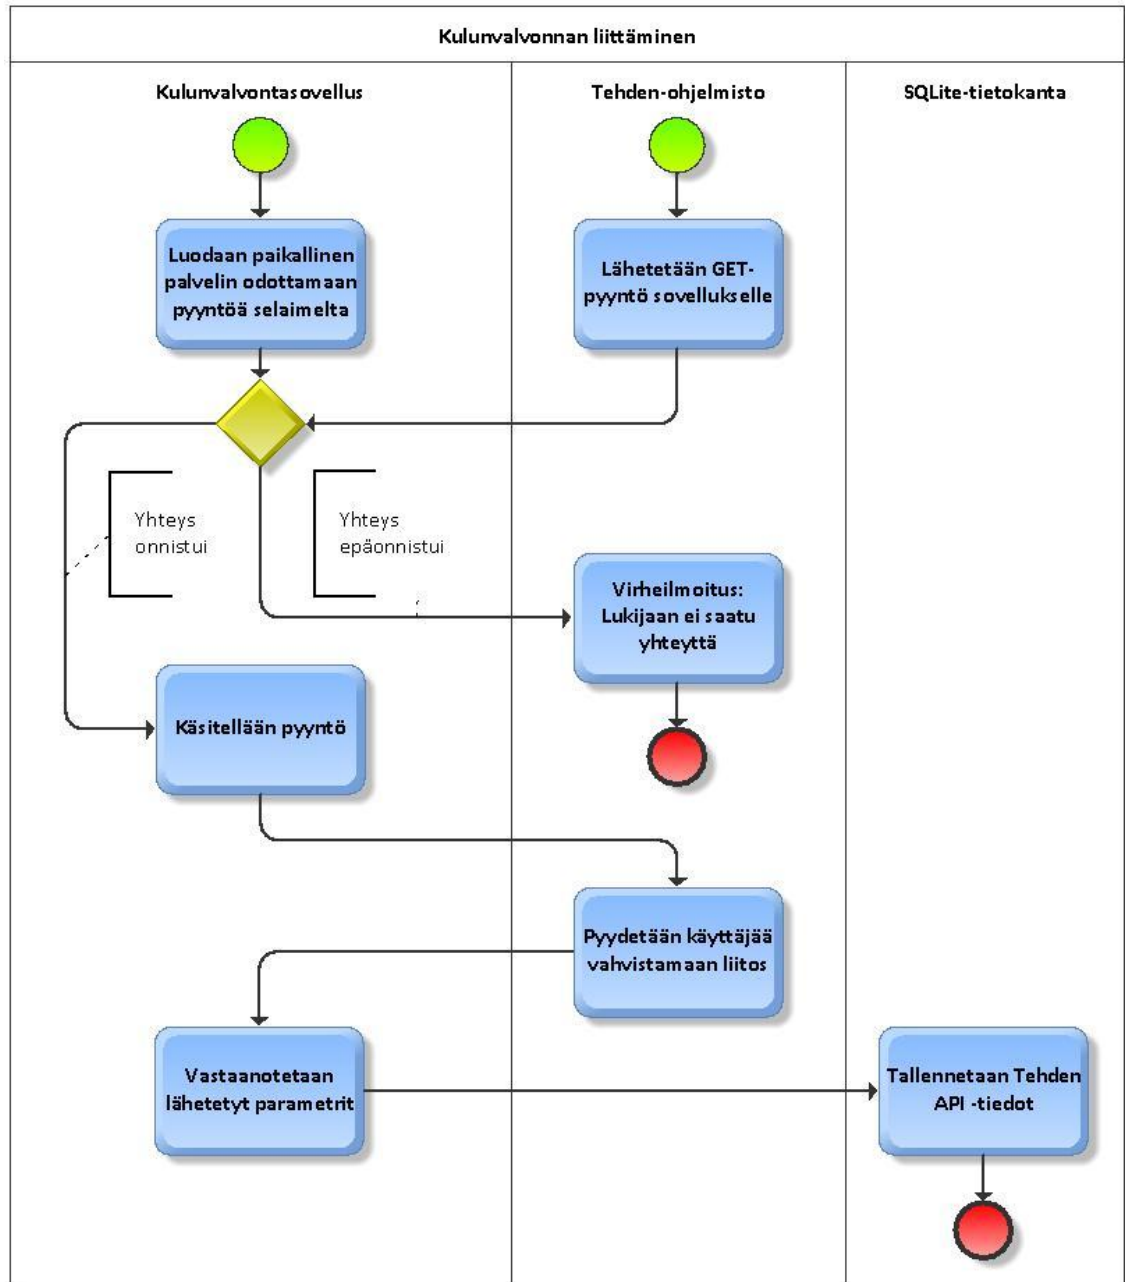 Kulunvalvonnan liittäminen
Kulunvalvontasovellus
Tehden-ohjelmisto
SQLite-tietokanta
Luodaan paikallinen
palvelin odottamaan
pyyntöä selaimelta
Lähetetään GET-
pyyntö sovellukselle
Yhteys
onnistui
Yhteys
epäonnistui
Virheilmoitus:
Lukijaan ei saatu
yhteyttä
Käsitellään pyyntö
Pyydetään käyttäjää
vahvistamaan liitos
Vastaanotetaan
lähetetyt parametrit
Tallennetaan Tehden
API -tiedot